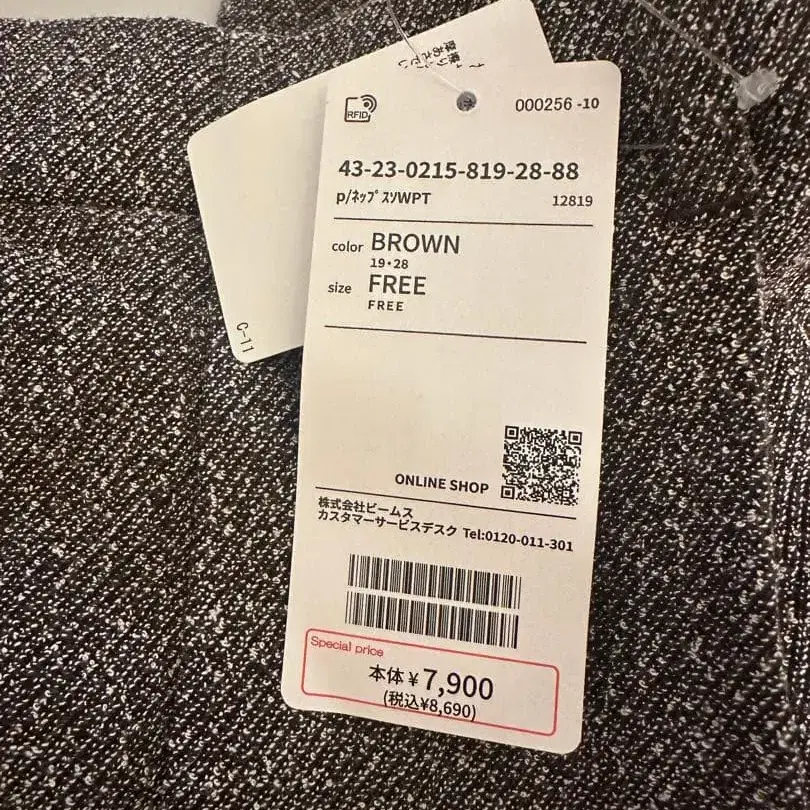 RFID
000256 -10
43-23-0215-819-28-88
p/ﾈｯﾌﾟｽｿWPT 12819
color BROWN
19・28
size FREE
FREE
ONLINE SHOP
株式会社ビームス
カスタマーサービスデスク Tel:0120-011-301
Special price
本体¥7,900
(税込¥8,690)
C-11